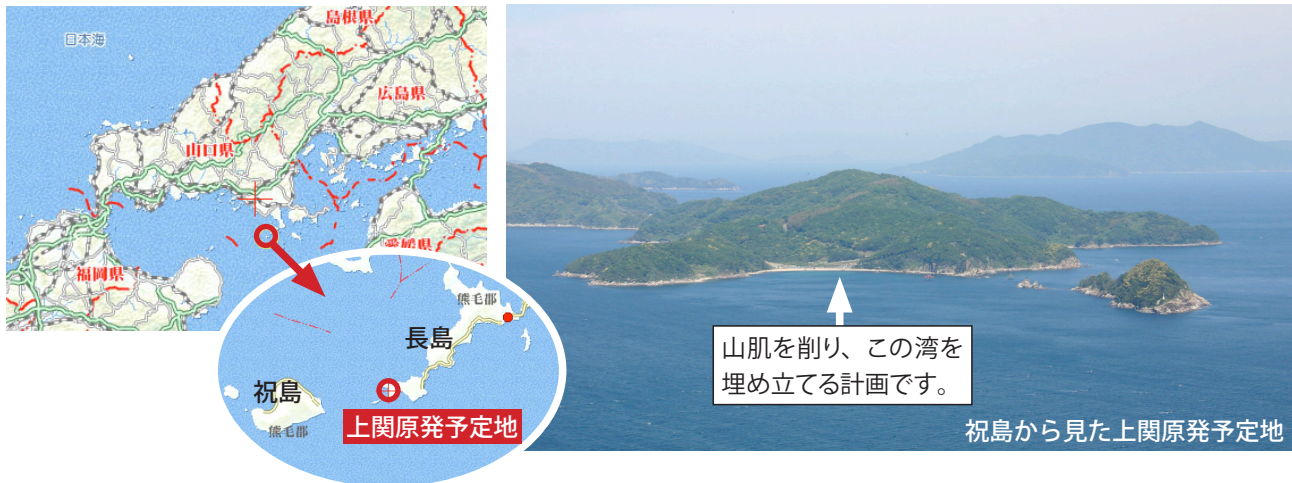 日本海
島根県
広島県
山口県
愛媛県
福岡県
熊毛郡
長島
祝島
熊毛郡
上関原発予定地
山肌を削り、この湾を
埋め立てる計画です。
祝島から見た上関原発予定地